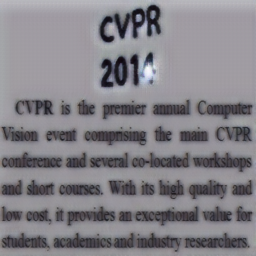 CVPR
2014
CVPR is the premier annual Computer
Vision event comprising the main CVPR
conference and several co-located workshops
and short courses. With its high quality and
low cost, it provides an exceptional value for
students, academics and industry researchers.